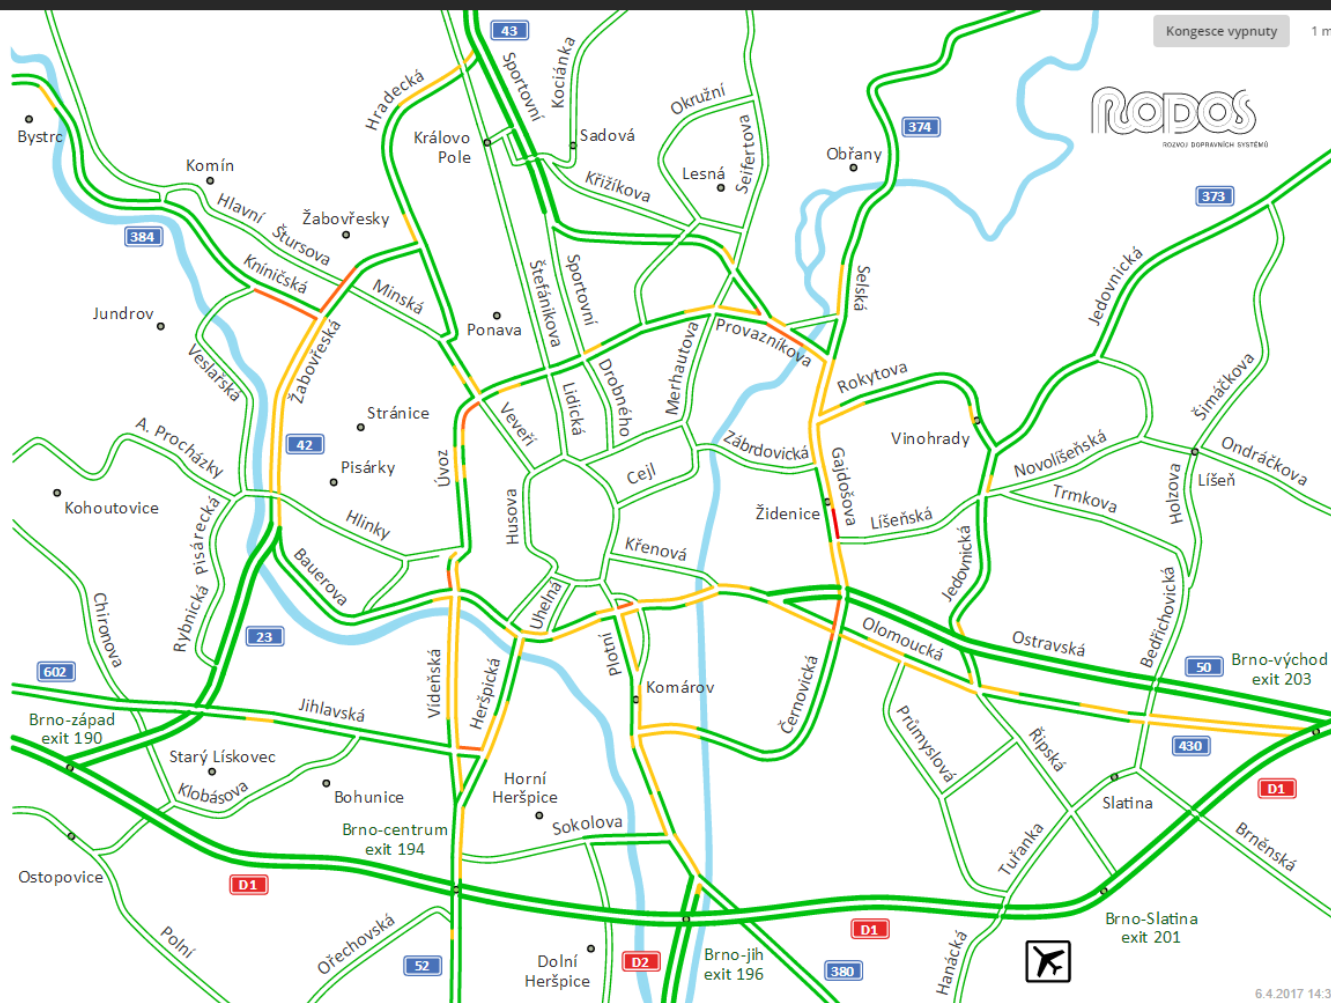 43
Kongesce vypnuty
1 m
Hradecká
Sportovní
Kociánka
Okružní
RODOS
ROZVOJ DOPRAVNÍCH SYSTÉMŮ
Bystrc
Královo
Pole
Sadová
Seifertova
374
Obřany
Komín
Křižíkova
Lesná
373
Hlavní
Žabovřesky
Štursova
384
Kníničská
Minská
Štefánikova
Sportovní
Selská
Jedovnická
Jundrov
Ponava
Provazníkova
Veslařská
Žabovřeská
Drobného
Merhautova
Rokytova
Šimáčkova
Lidická
Stránice
Veveří
Vinohrady
A. Procházky
42
Zábrdovická
Novolíšeňská
Ondráčkova
Pisárky
Úvoz
Cejl
Gajdošova
Líšeň
Kohoutovice
Holzova
Trnkova
Husova
Židenice
Líšeňská
Pisárecká
Hlinky
Křenová
Jedovnická
Bauerova
Uhelná
Chironova
Rybnická
23
Plotní
Olomoucká
Ostravská
Bedřichovická
602
Vídeňská
Heršpická
Komárov
Černovická
50
Brno-východ
exit 203
Jihlavská
Brno-západ
exit 190
Průmyslová
Řípská
430
Starý Lískovec
Klobásova
Bohunice
Horní
Heršpice
D1
Slatina
Brno-centrum
exit 194
Sokolova
Tuřanka
Brněnská
Ostopovice
D1
Brno-Slatina
exit 201
D1
Polní
Ořechovská
Hanácká
52
Dolní
Heršpice
D2
Brno-jih
exit 196
380
6.4.2017 14:3